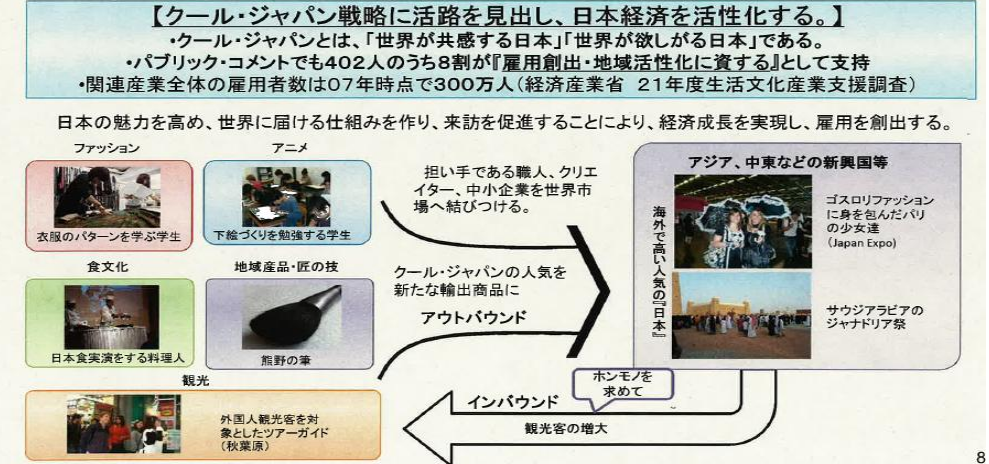 【クール・ジャパン戦略に活路を見出し、日本経済を活性化する。】
・クール・ジャパンとは、「世界が共感する日本」「世界が欲しがる日本」である。
・パブリック・コメントでも402人のうち8割が『雇用創出・地域活性化に資する』として支持
・関連産業全体の雇用者数は07年時点で300万人(経済産業省 21年度生活文化産業支援調査)
日本の魅力を高め、世界に届ける仕組みを作り、来訪を促進することにより、経済成長を実現し、雇用を創出する。
ファッション
衣服のパターンを学ぶ学生
アニメ
下絵づくりを勉強する学生
食文化
日本食実演をする料理人
地域産品・匠の技
熊野の筆
観光
外国人観光客を対
象としたツアーガイド
(秋葉原)
担い手である職人、クリエ
イター、中小企業を世界市
場へ結びつける。
クール・ジャパンの人気を
新たな輸出商品に
アウトバウンド
アジア、中東などの新興国等
海外で高い人気の『日本』
ゴスロリファッション
に身を包んだパリ
の少女達
(Japan Expo)
サウジアラビアの
ジャナドリア祭
ホンモノを
求めて
インバウンド
観光客の増大
8